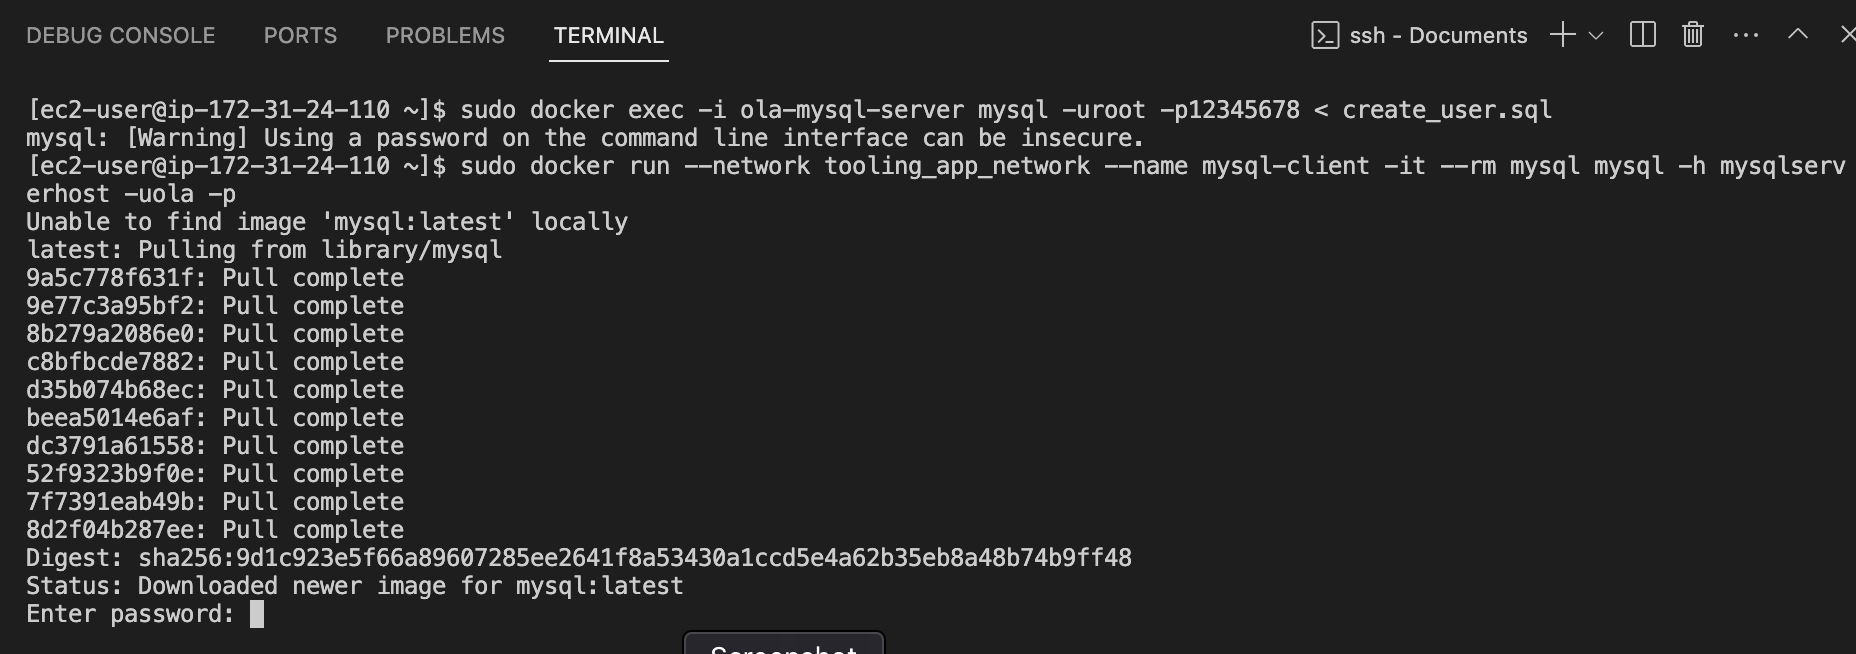 DEBUG CONSOLE PORTS PROBLEMS TERMINAL ssh - Documents
[ec2-user@ip-172-31-24-110 ~]$ sudo docker exec -i ola-mysql-server mysql -uroot -p12345678 < create_user.sql
mysql: [Warning] Using a password on the command line interface can be insecure.
[ec2-user@ip-172-31-24-110 ~]$ sudo docker run --network tooling_app_network --name mysql-client -it --rm mysql mysql -h mysqlserv
erhost -uola -p
Unable to find image 'mysql:latest' locally
latest: Pulling from library/mysql
9a5c778f631f: Pull complete
9e77c3a95bf2: Pull complete
8b279a2086e0: Pull complete
c8bfbcde7882: Pull complete
d35b074b68ec: Pull complete
beea5014e6af: Pull complete
dc3791a61558: Pull complete
52f9323b9f0e: Pull complete
7f7391eab49b: Pull complete
8d2f04b287ee: Pull complete
Digest: sha256:9d1c923e5f66a89607285ee2641f8a53430a1ccd5e4a62b35eb8a48b74b9ff48
Status: Downloaded newer image for mysql:latest
Enter password:
Screenshot